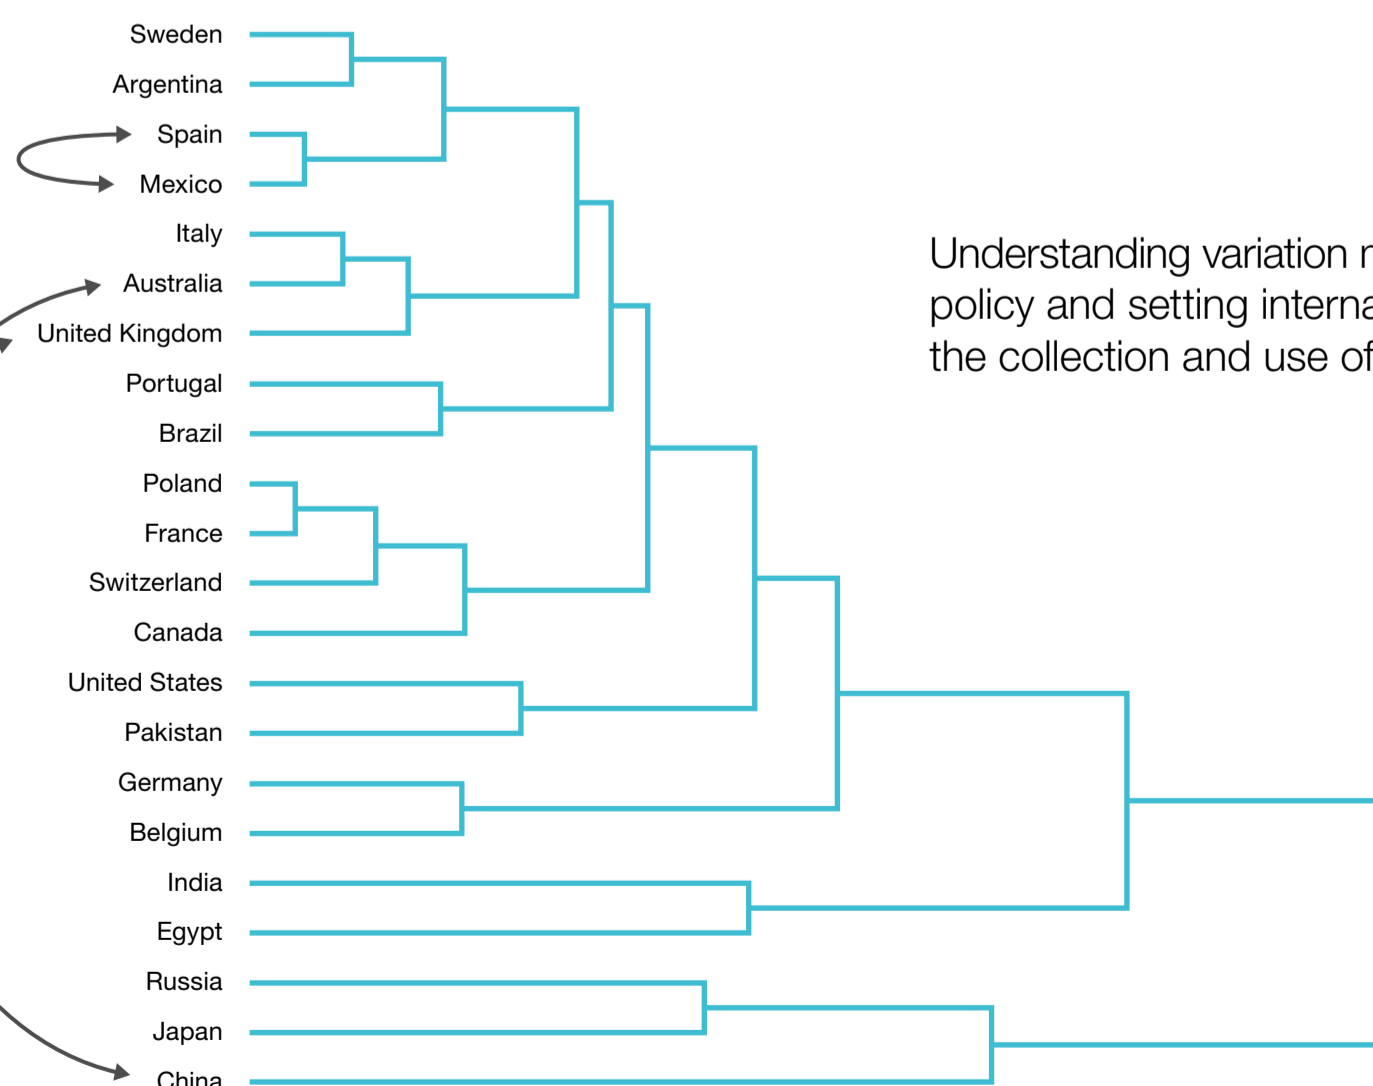 Sweden
Argentina
Spain
Mexico
Italy
Australia
United Kingdom
Portugal
Brazil
Poland
France
Switzerland
Canada
United States
Pakistan
Germany
Belgium
India
Egypt
Russia
Japan
China
Understanding variation
policy and setting
the collection and use of